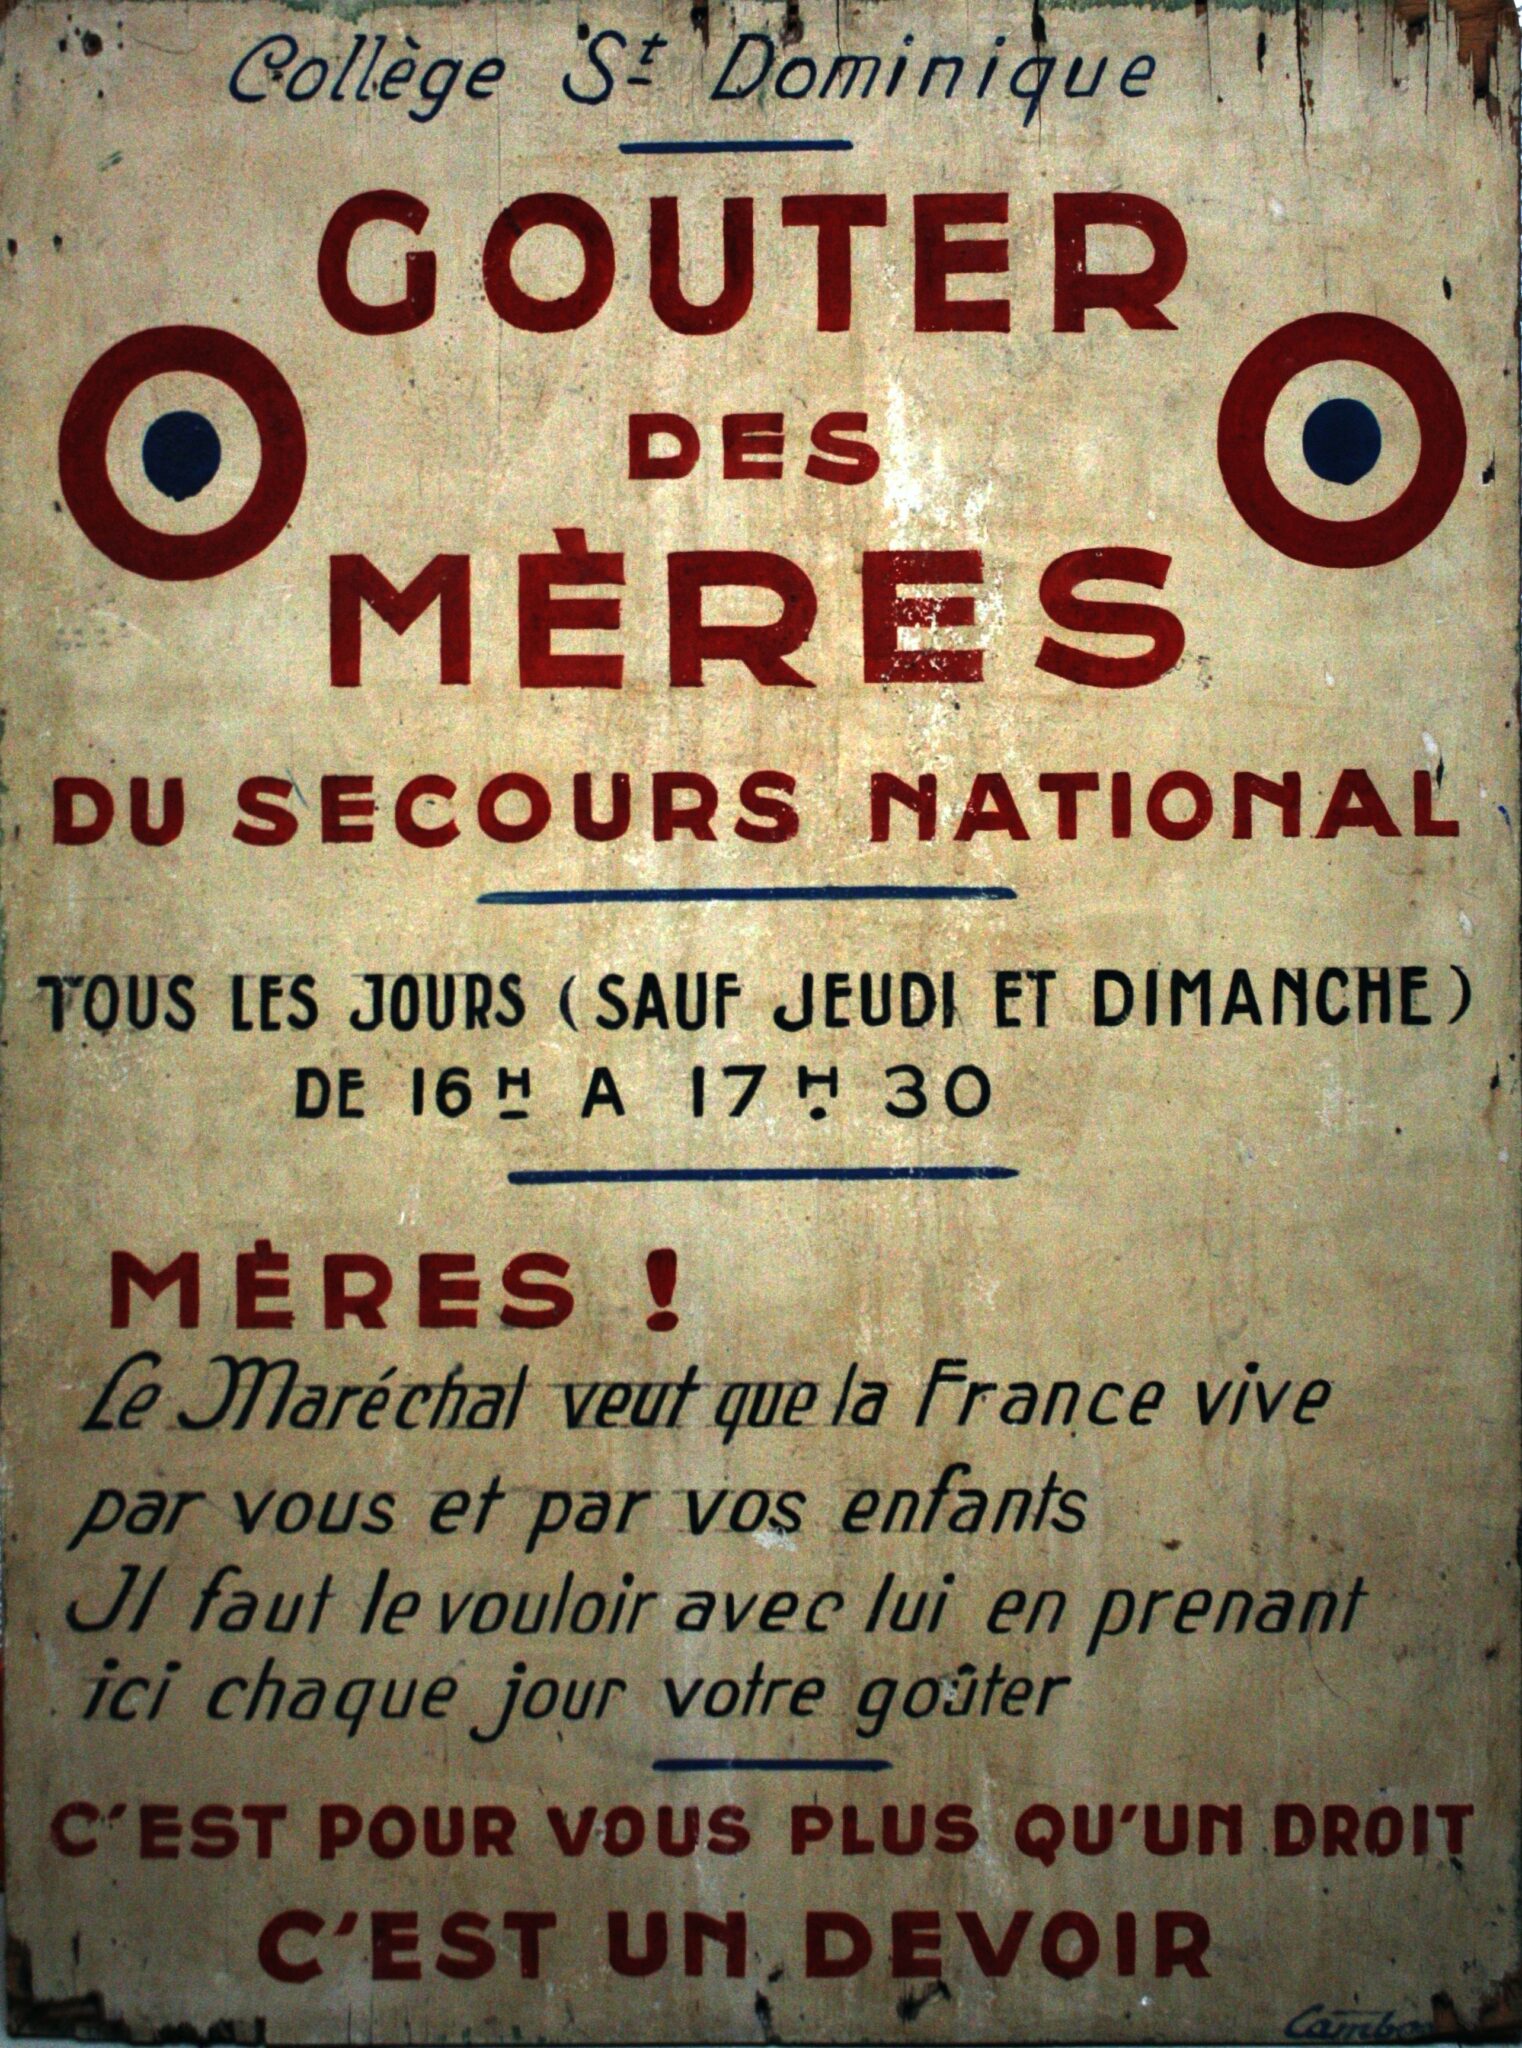 Collège St Dominique
GOUTER
DES
MÈRES
DU SECOURS NATIONAL
TOUS LES JOURS (SAUF JEUDI ET DIMANCHE)
DE 16H A 17H 30
MÈRES !
Le Maréchal veut que la France vive
par vous et par vos enfants
Il faut le vouloir avec lui en prenant
ici chaque jour votre goûter
C'EST POUR VOUS PLUS QU'UN DROIT
C'EST UN DEVOIR